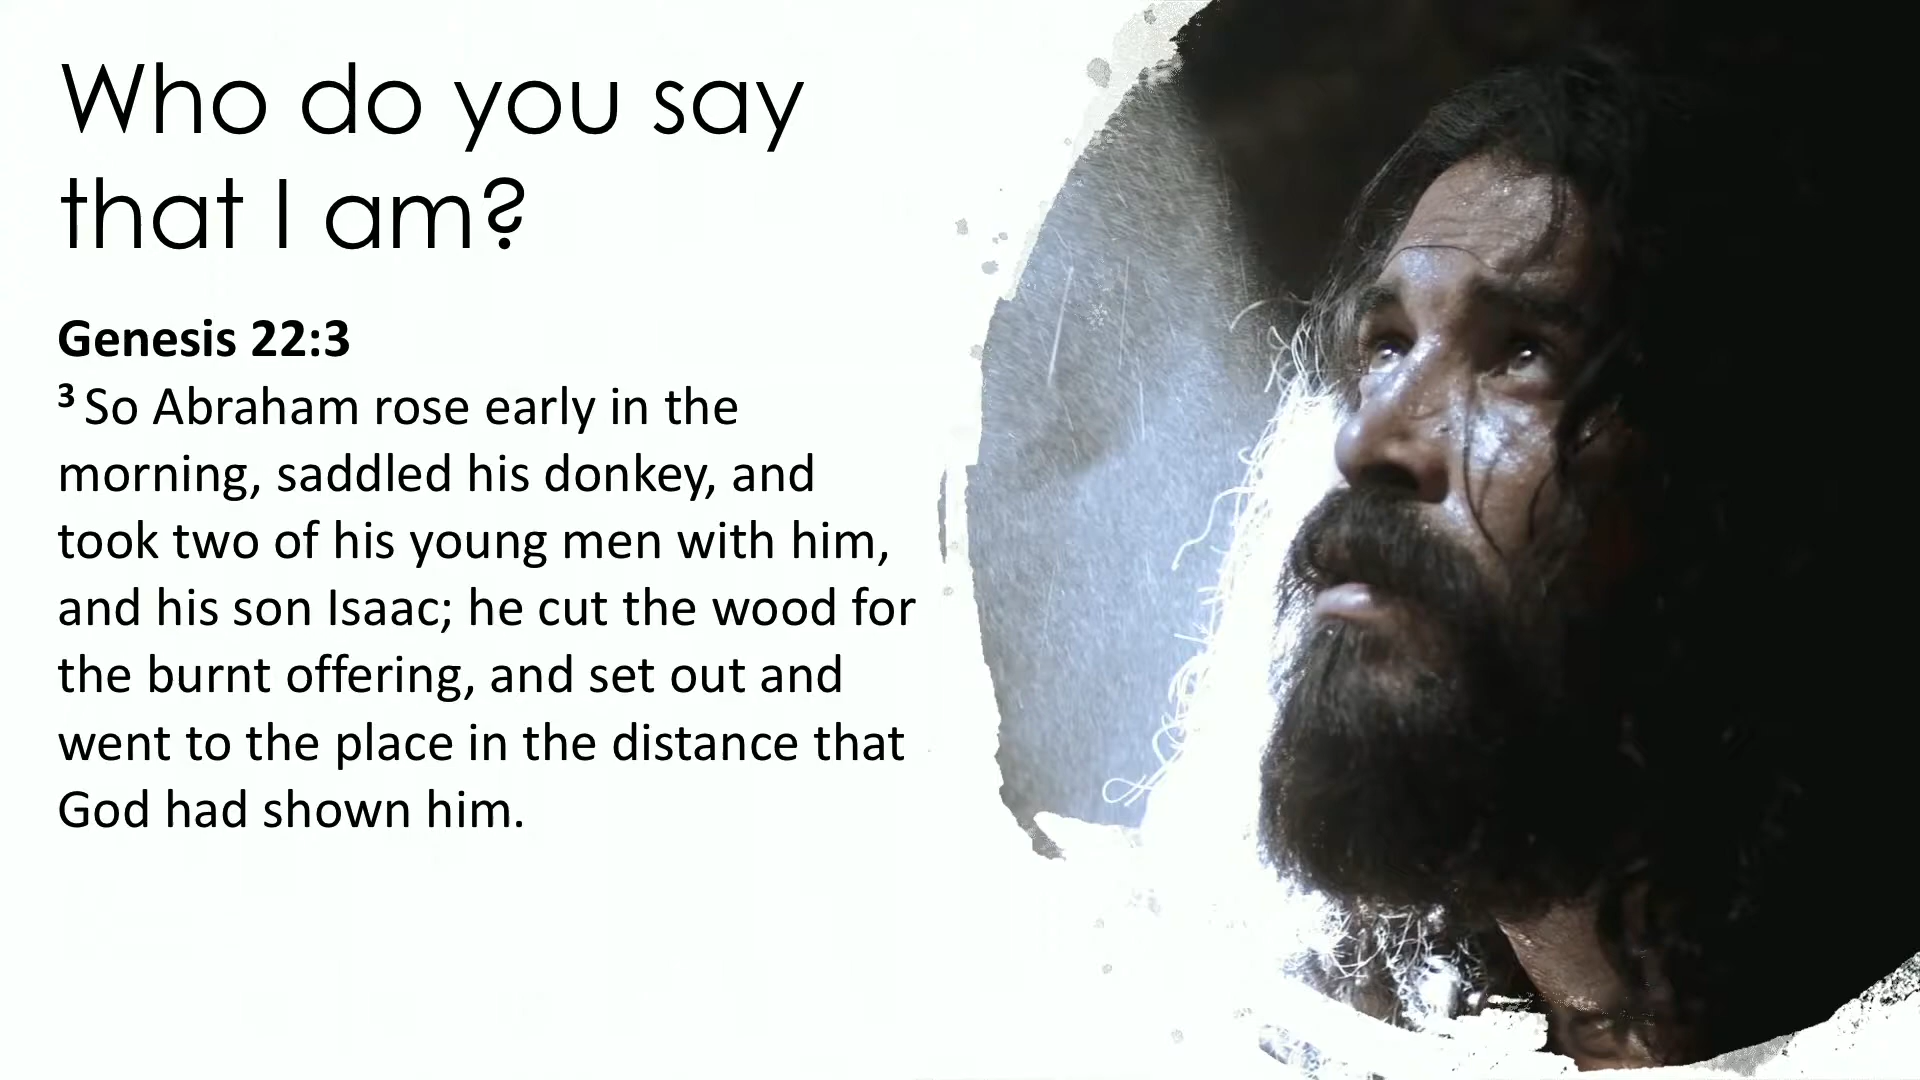 Who do you say
that I am?
Genesis 22:3
³ So Abraham rose early in the
morning, saddled his donkey, and
took two of his young men with him,
and his son Isaac; he cut the wood for
the burnt offering, and set out and
went to the place in the distance that
God had shown him.